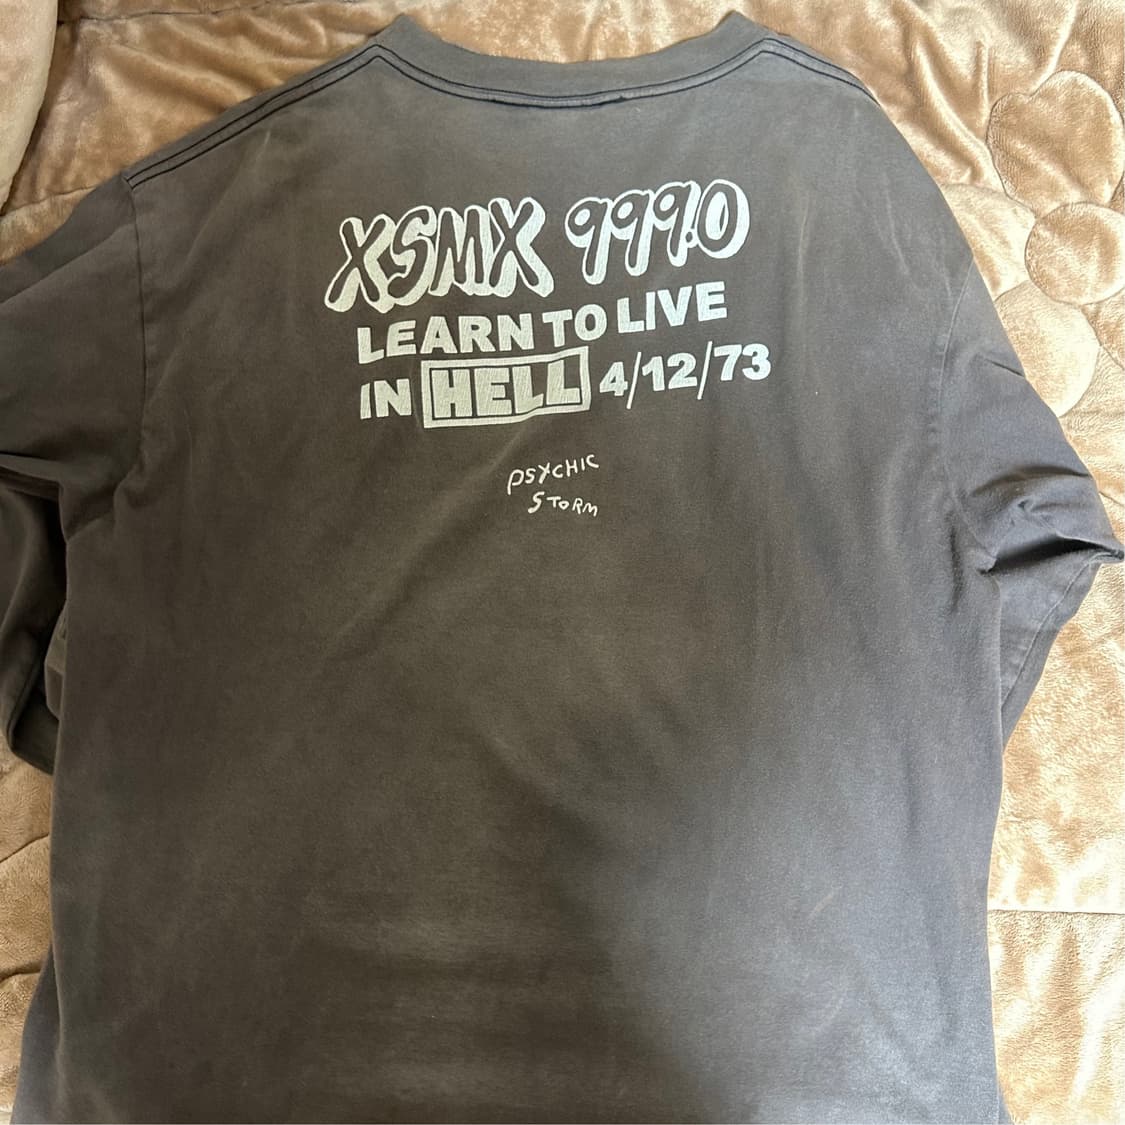 XSMX 999.0
LEARN TO LIVE
IN HELL 4/12/73
PSYCHIC
STORM